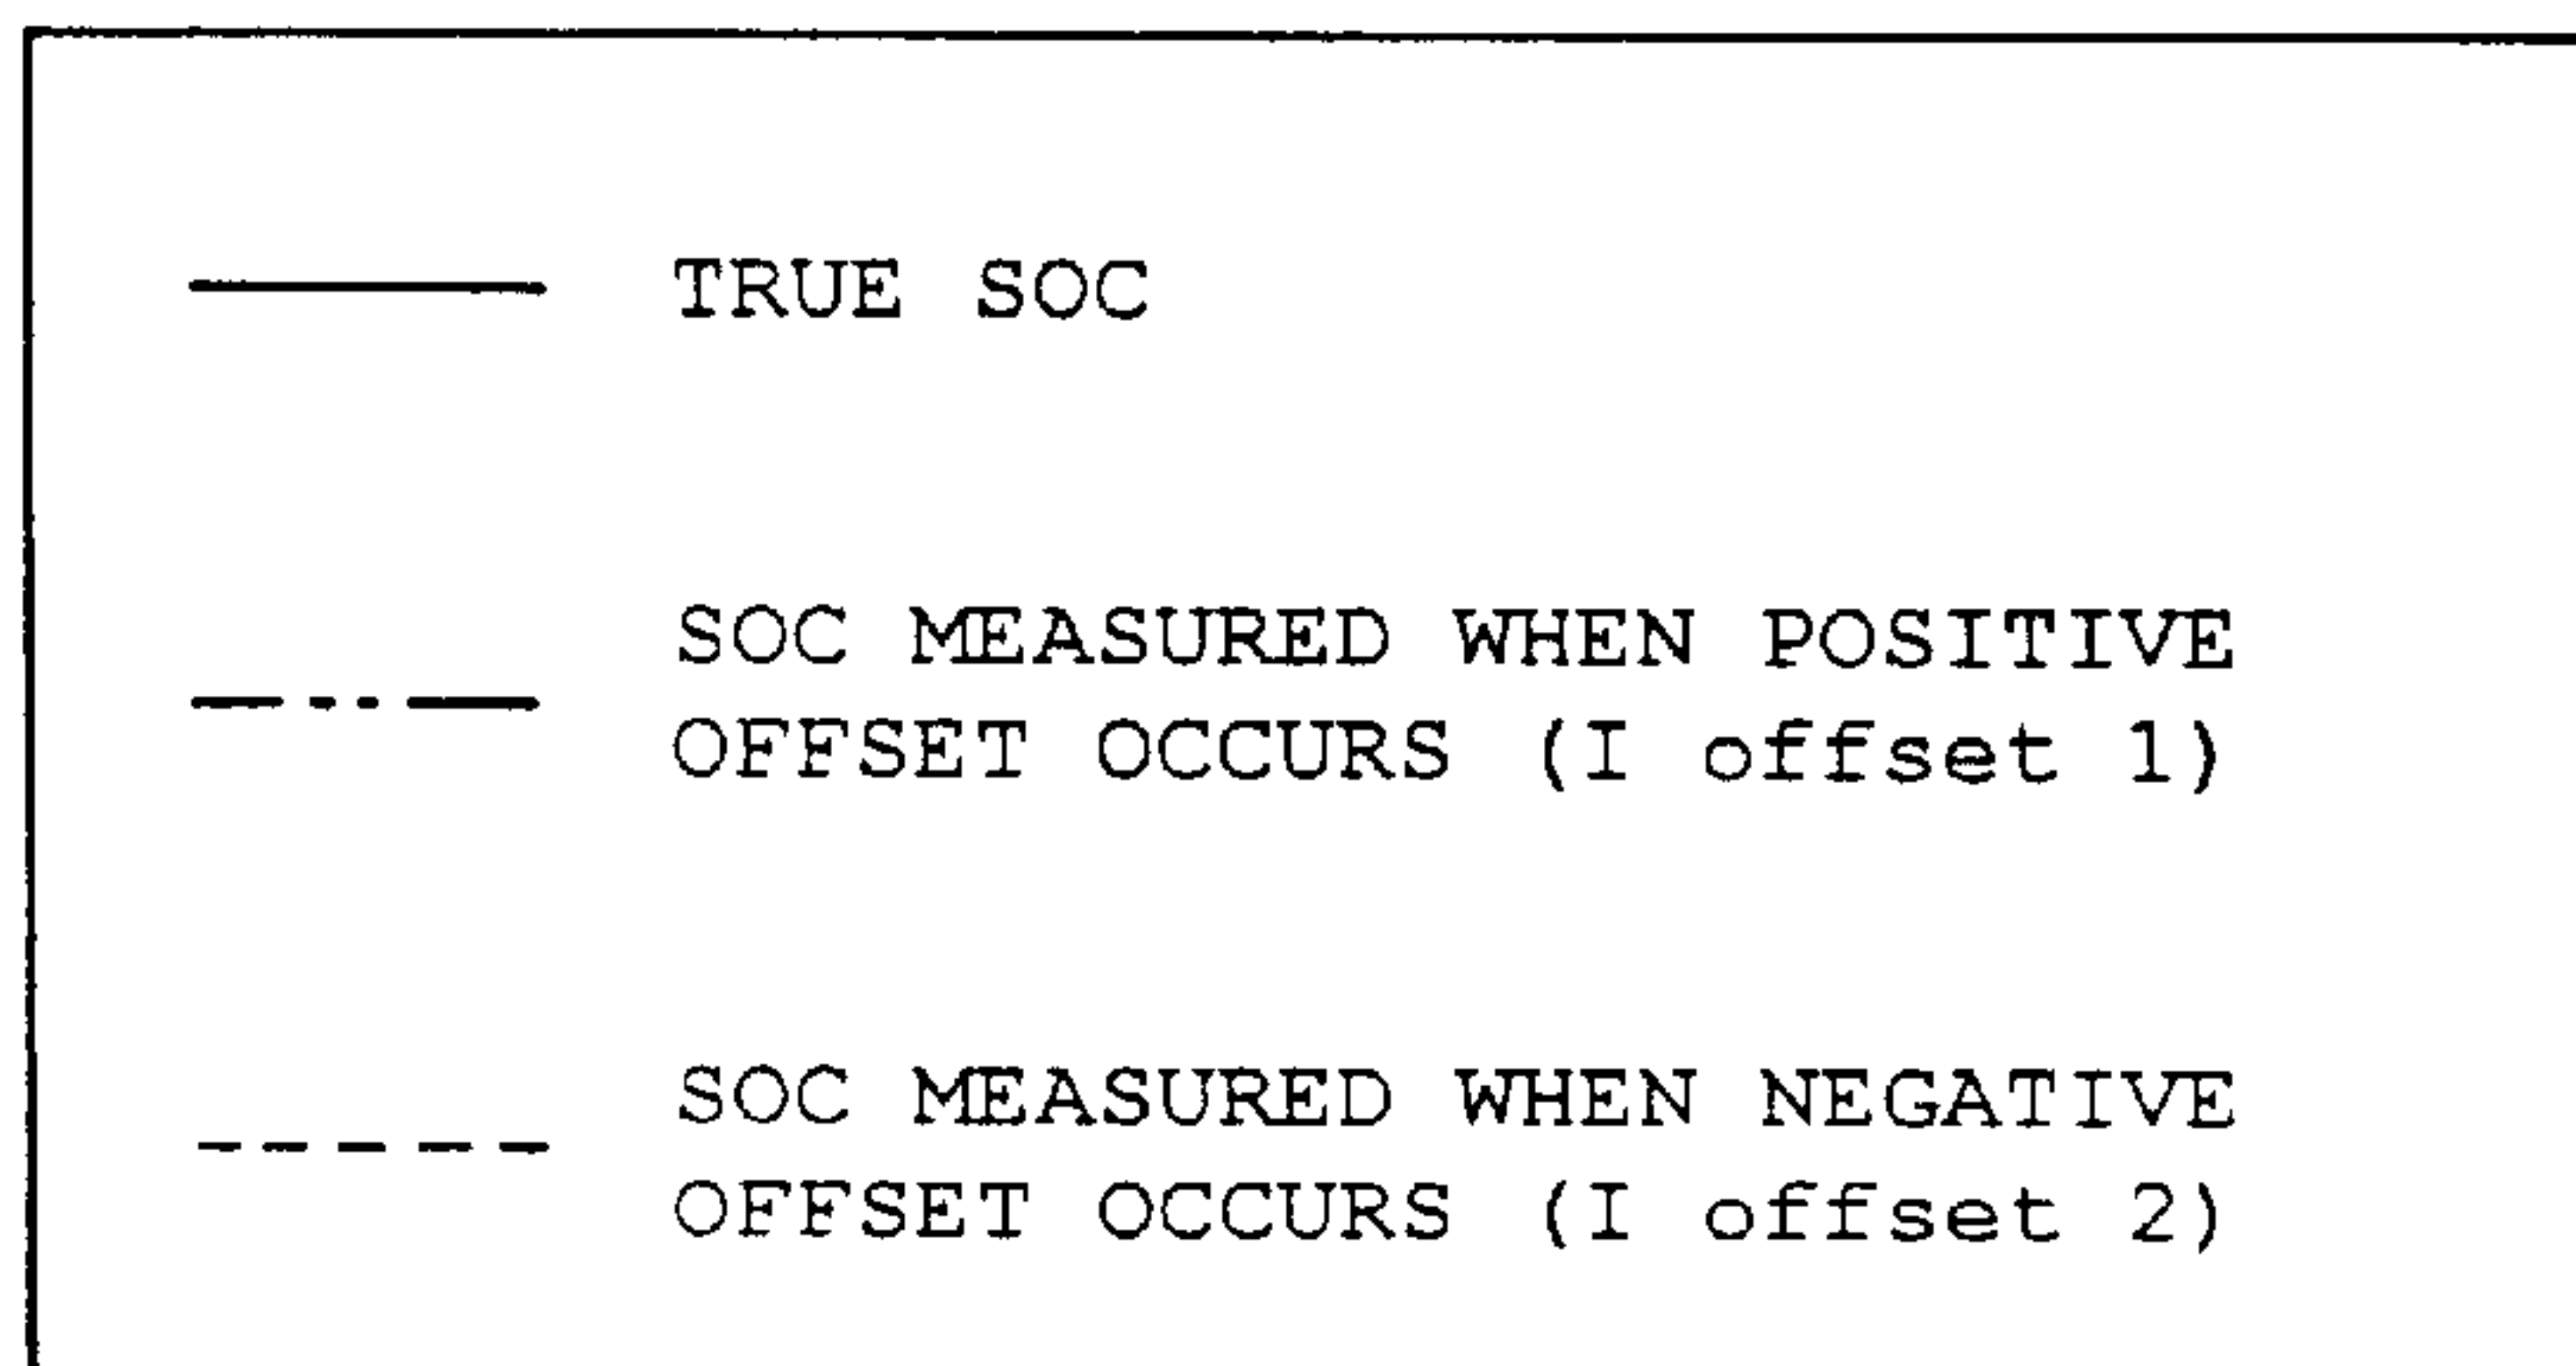 TRUE SOC
SOC MEASURED WHEN POSITIVE
OFFSET OCCURS (I offset 1)
SOC MEASURED WHEN NEGATIVE
OFFSET OCCURS (I offset 2)